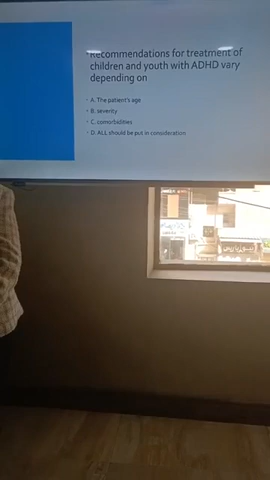 Recommendations for treatment of
children and youth with ADHD vary
depending on
A. The patient's age
B. severity
C. comorbidities
D. ALL should be put in consideration